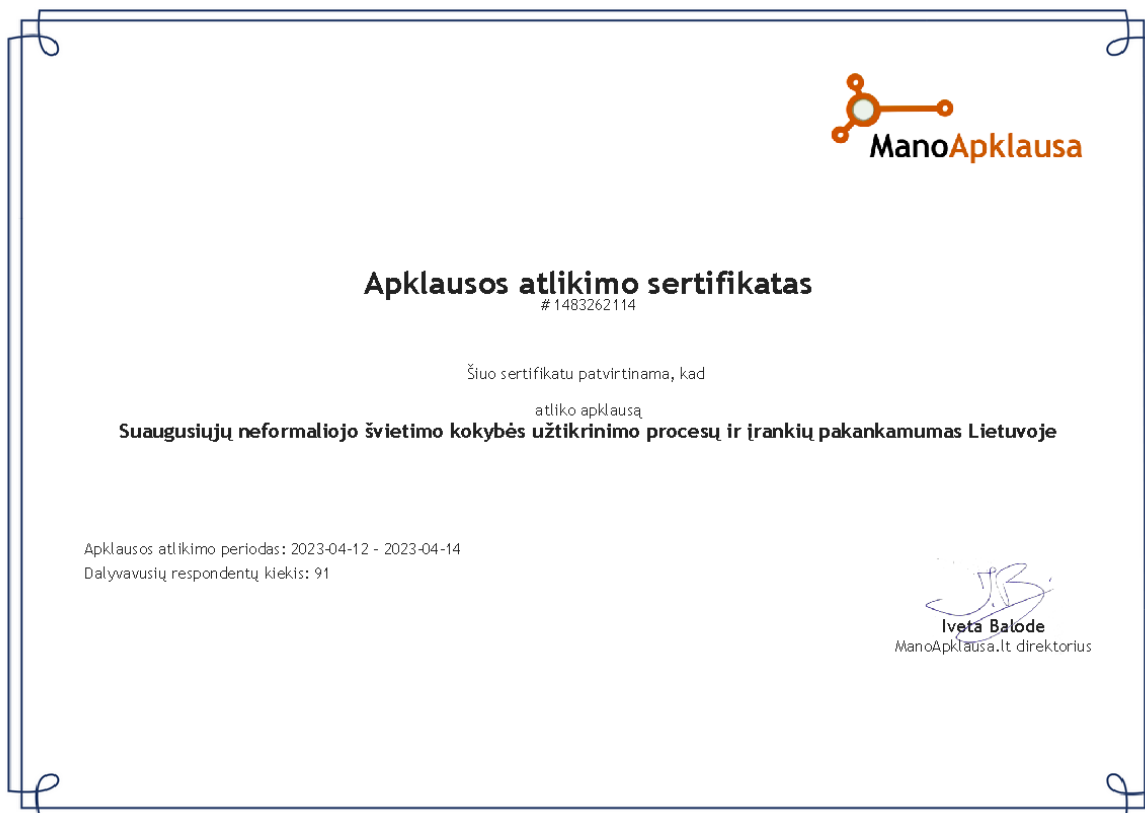 ManoApklausa
Apklausos atlikimo sertifikatas
# 1483262114
Šiuo sertifikatu patvirtinama, kad
atliko apklausą
Suaugusiųjų neformaliojo švietimo kokybės užtikrinimo procesų ir įrankių pakankamumas Lietuvoje
Apklausos atlikimo periodas: 2023-04-12 - 2023-04-14
Dalyvavusių respondentų kiekis: 91
Iveta Balode
ManoApklausa.lt direktorius